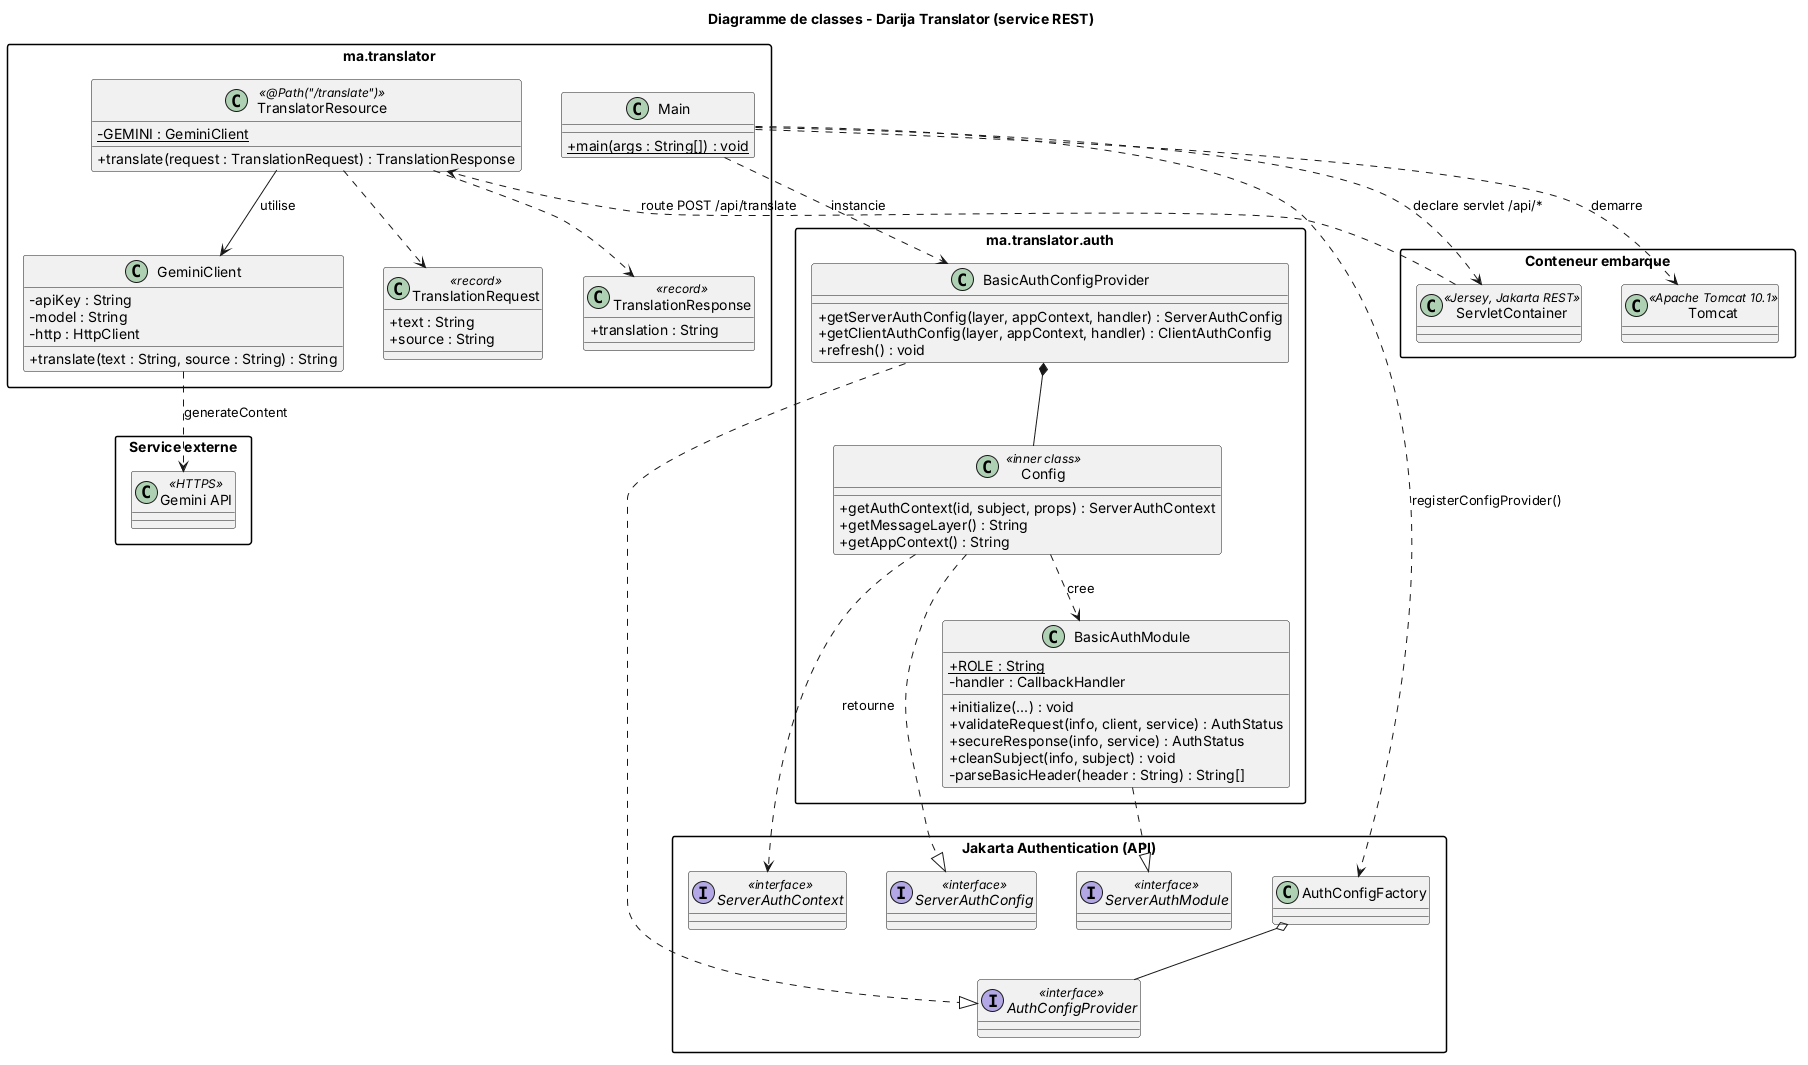 Diagramme de classes - Darija Translator (service REST)
ma.translator
C
«@Path("/translate")»
TranslatorResource
-GEMINI : GeminiClient
+translate(request : TranslationRequest) : TranslationResponse
C
Main
+main(args : String[]) : void
utilise
route POST /api/translate
instancie
declare servlet /api/*
demarre
C
GeminiClient
-apiKey : String
-model : String
-http : HttpClient
+translate(text : String, source : String) : String
C
«record»
TranslationRequest
+text : String
+source : String
C
«record»
TranslationResponse
+translation : String
ma.translator.auth
C
BasicAuthConfigProvider
+getServerAuthConfig(layer, appContext, handler) : ServerAuthConfig
+getClientAuthConfig(layer, appContext, handler) : ClientAuthConfig
+refresh() : void
Conteneur embarque
C
«Jersey, Jakarta REST»
ServletContainer
C
«Apache Tomcat 10.1»
Tomcat
generateContent
Service externe
C
«HTTPS»
Gemini API
C
«inner class»
Config
+getAuthContext(id, subject, props) : ServerAuthContext
+getMessageLayer() : String
+getAppContext() : String
registerConfigProvider()
cree
C
BasicAuthModule
+ROLE : String
-handler : CallbackHandler
+initialize(...) : void
+validateRequest(info, client, service) : AuthStatus
+secureResponse(info, service) : AuthStatus
+cleanSubject(info, subject) : void
-parseBasicHeader(header : String) : String[]
retourne
Jakarta Authentication (API)
I
«interface»
ServerAuthContext
I
«interface»
ServerAuthConfig
I
«interface»
ServerAuthModule
C
AuthConfigFactory
I
«interface»
AuthConfigProvider